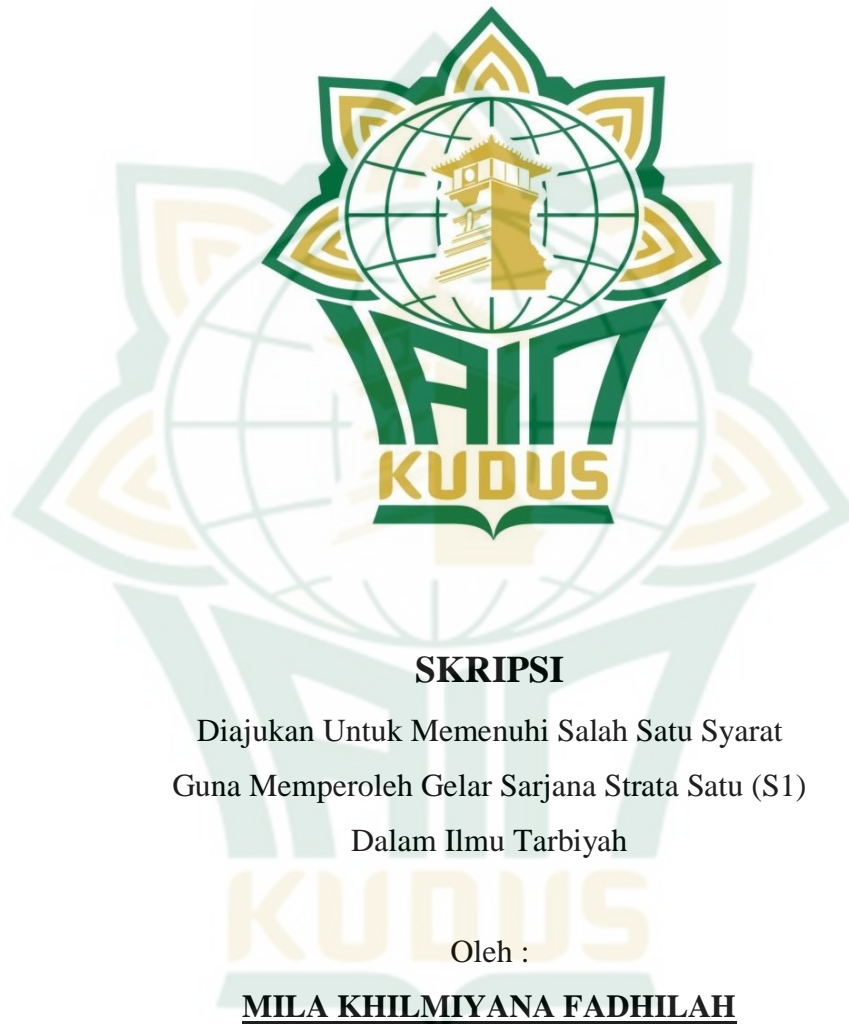 IAIN
KUDUS
SKRIPSI
Diajukan Untuk Memenuhi Salah Satu Syarat
Guna Memperoleh Gelar Sarjana Strata Satu (S1)
Dalam Ilmu Tarbiyah
Oleh :
MILA KHILMIYANA FADHILAH